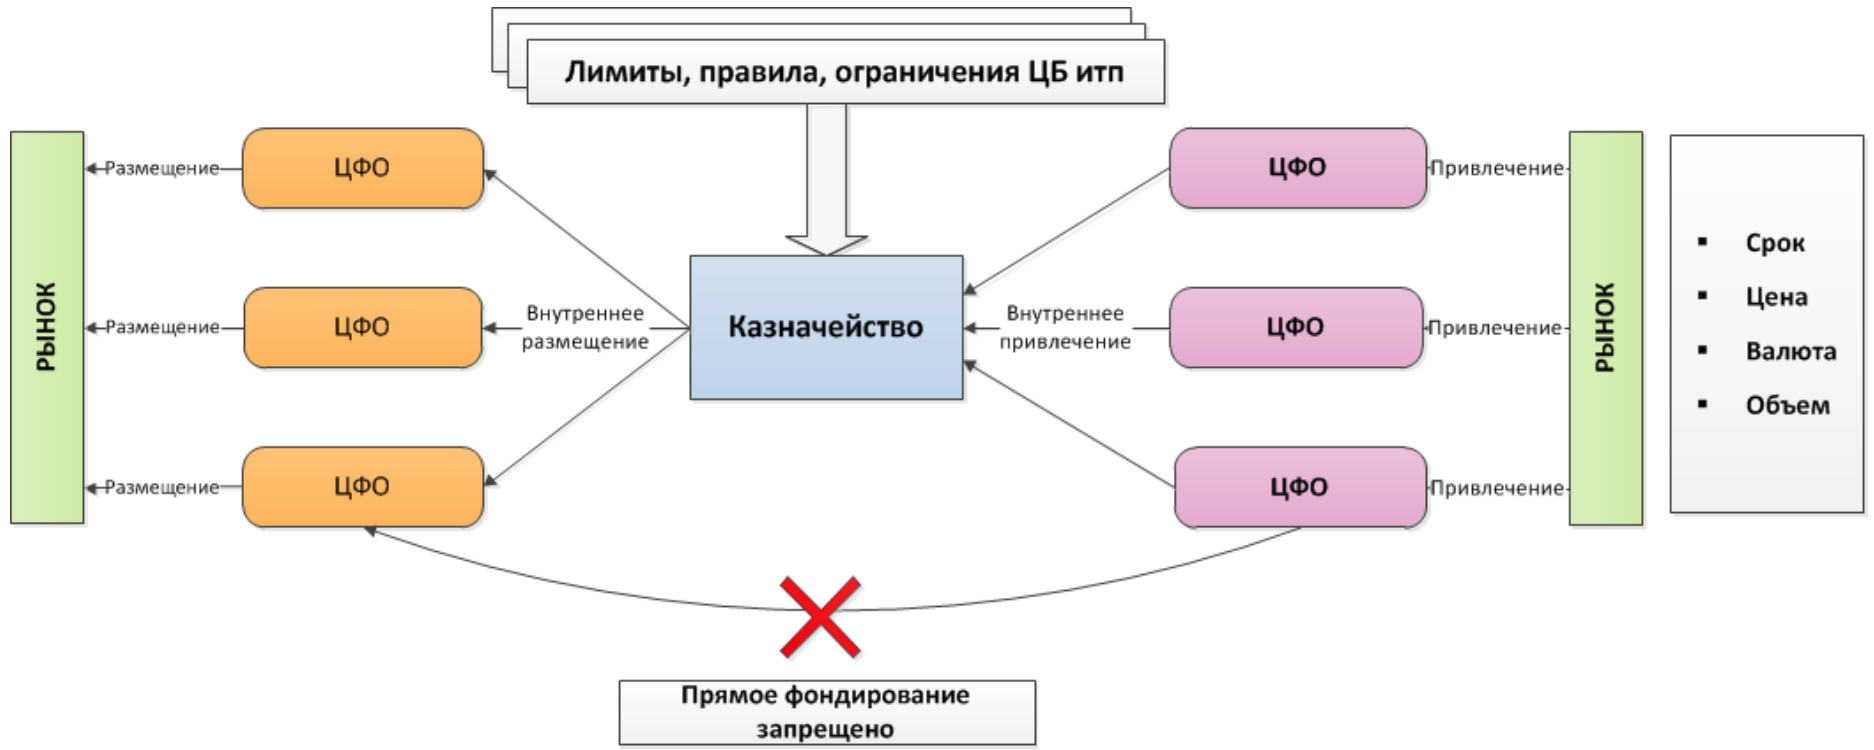 Лимиты, правила, ограничения ЦБ итп
РЫНОК
Размещение
ЦФО
ЦФО
Привлечение
РЫНОК
Размещение
ЦФО
Внутреннее
размещение
Казначейство
Внутреннее
привлечение
ЦФО
Привлечение
Размещение
ЦФО
ЦФО
Привлечение
▪ Срок
▪ Цена
▪ Валюта
▪ Объем
Прямое фондирование
запрещено